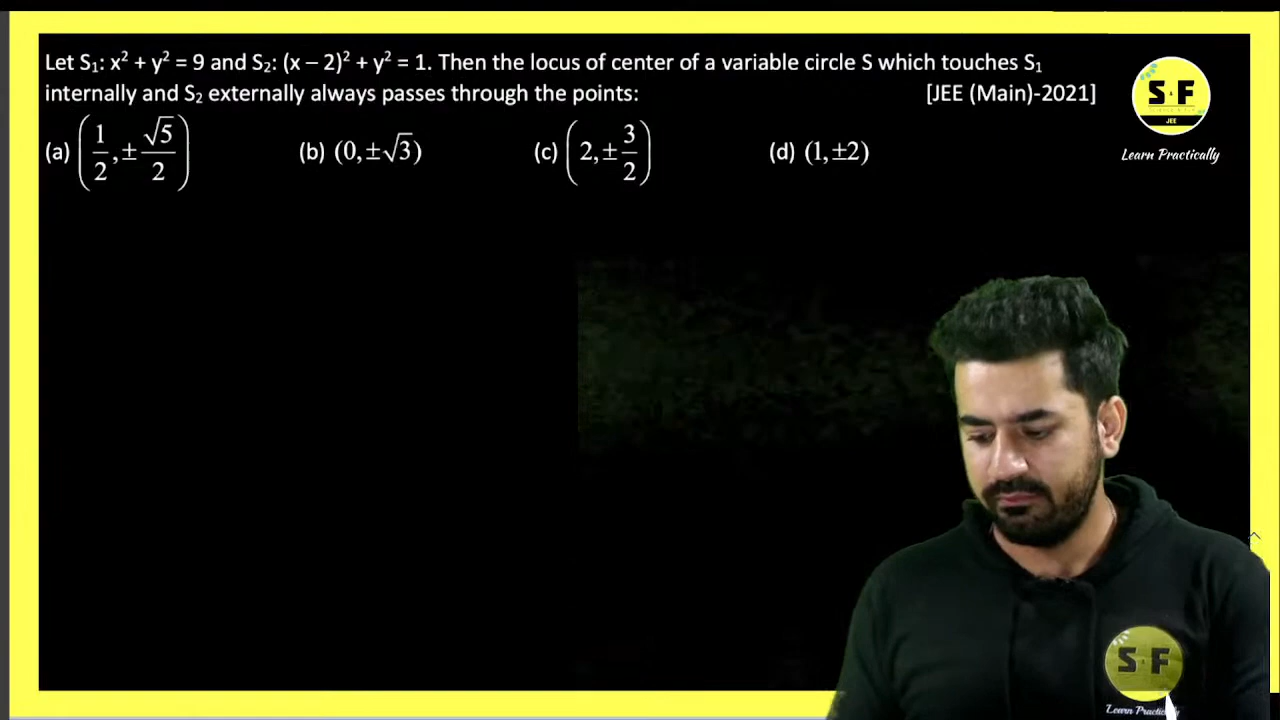 Let S₁: x² + y² = 9 and S₂: (x – 2)² + y² = 1. Then the locus of center of a variable circle S which touches S₁
internally and S₂ externally always passes through the points: [JEE (Main)-2021]
(a) (1/2, ±√5/2) (b) (0, ±√3) (c) (2, ±3/2) (d) (1, ±2)
S F
JEE
Learn Practically
S F